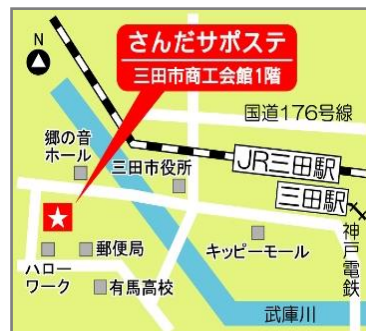 N
さんだサポステ
三田市商工会館1階
国道176号線
郷の音
ホール
三田市役所
JR三田駅
三田駅
神戸電鉄
キッピーモール
郵便局
ハロー
ワーク
有馬高校
武庫川